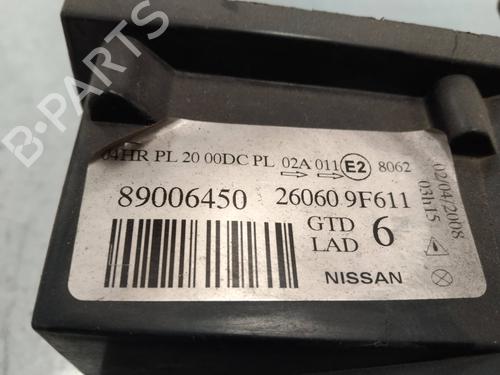 04HR PL 20 00DC PL 02A 011 E2 8062
89006450 26060 9F611
GTD
LAD 6
NISSAN
02/04/2008
03h15
B-PARTS